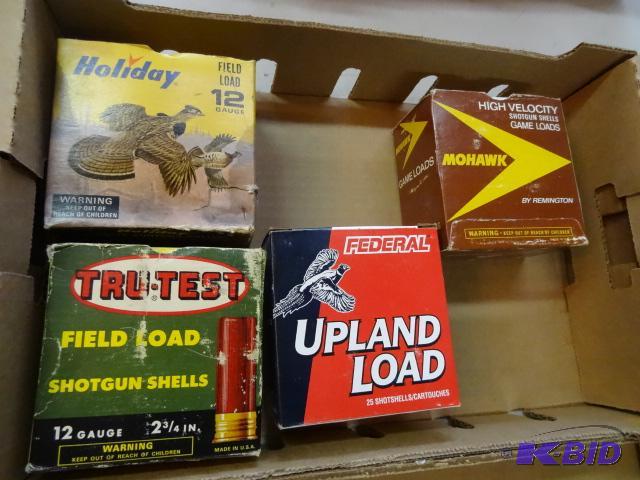 Holiday
FIELD
LOAD
12
GAUGE
WARNING
KEEP OUT OF
REACH OF CHILDREN
HIGH VELOCITY
SHOTGUN SHELLS
GAME LOADS
MOHAWK
BY REMINGTON
WARNING - KEEP OUT OF REACH OF CHILDREN
GAME LOADS
TRU-TEST
FIELD LOAD
SHOTGUN SHELLS
12 GAUGE 2 3/4 IN.
WARNING
KEEP OUT OF REACH OF CHILDREN
MADE IN U.S.A.
FEDERAL
UPLAND
LOAD
25 SHOTSHELLS/CARTOUCHES
K-BID